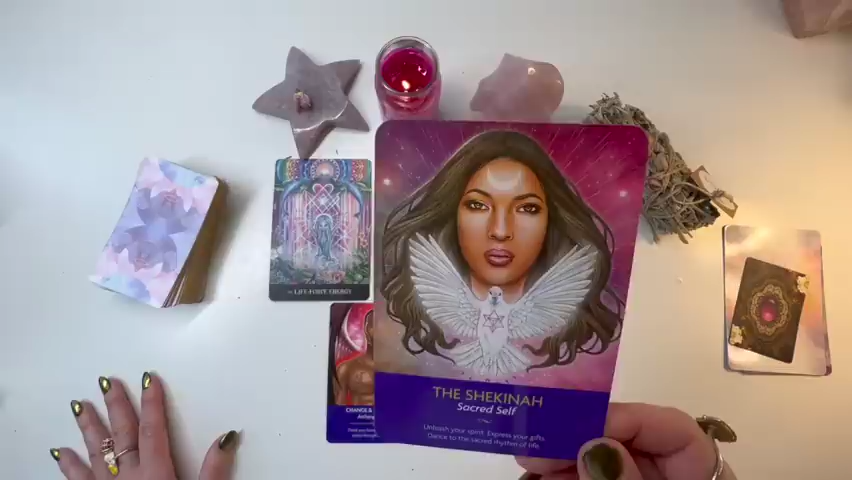 LIFE-FORCE ENERGY
CHANGE &
THE SHEKINAH
Sacred Self
Unleash your spirit. Express your gifts.
Dance to the sacred rhythm of life.